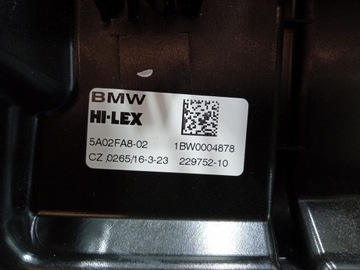 BMW
HI-LEX
5A02FA8-02 1BW0004878
CZ ,0265/16-3-23 229752-10